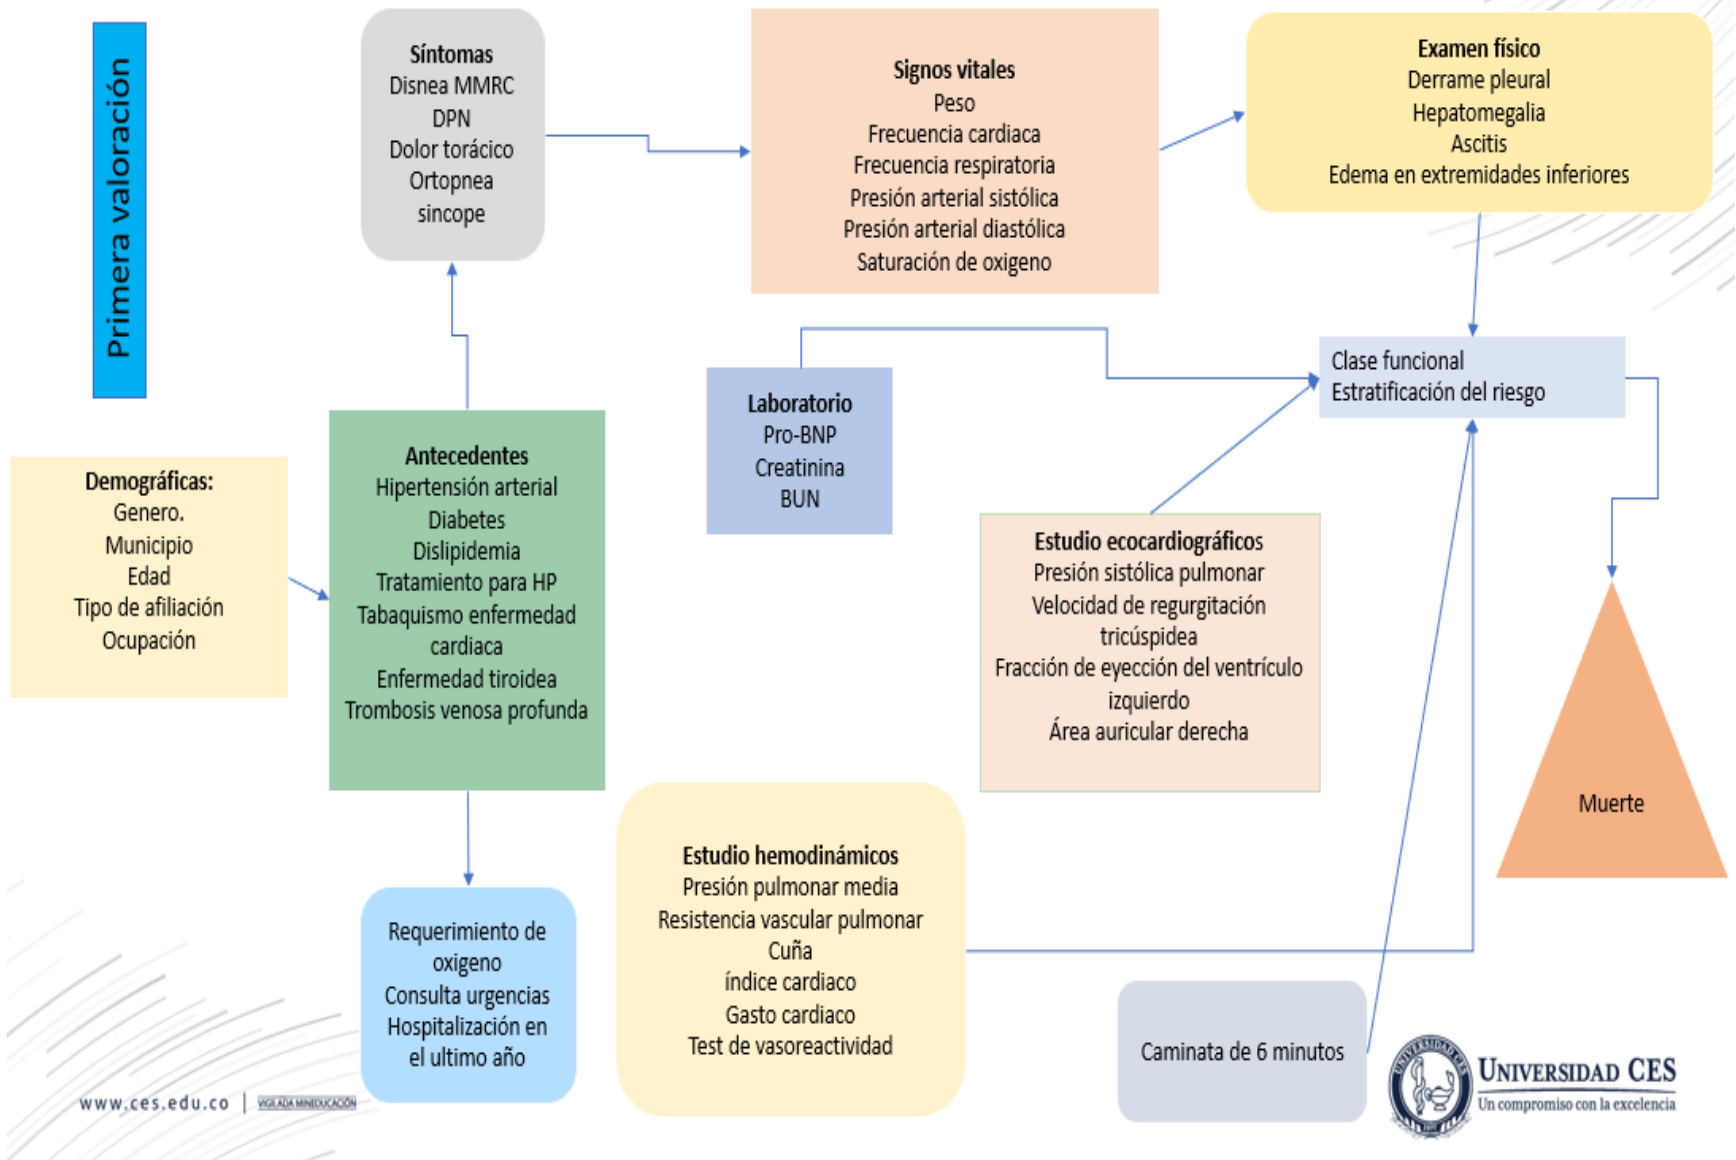 Primera valoración
Síntomas
Disnea MMRC
DPN
Dolor torácico
Ortopnea
sincope
Signos vitales
Peso
Frecuencia cardiaca
Frecuencia respiratoria
Presión arterial sistólica
Presión arterial diastólica
Saturación de oxigeno
Examen físico
Derrame pleural
Hepatomegalia
Ascitis
Edema en extremidades inferiores
Clase funcional
Estratificación del riesgo
Laboratorio
Pro-BNP
Creatinina
BUN
Demográficas:
Genero.
Municipio
Edad
Tipo de afiliación
Ocupación
Antecedentes
Hipertensión arterial
Diabetes
Dislipidemia
Tratamiento para HP
Tabaquismo enfermedad
cardiaca
Enfermedad tiroidea
Trombosis venosa profunda
Estudio ecocardiográficos
Presión sistólica pulmonar
Velocidad de regurgitación
tricúspidea
Fracción de eyección del ventrículo
izquierdo
Área auricular derecha
Muerte
Estudio hemodinámicos
Presión pulmonar media
Resistencia vascular pulmonar
Cuña
índice cardiaco
Gasto cardiaco
Test de vasoreactividad
Requerimiento de
oxigeno
Consulta urgencias
Hospitalización en
el ultimo año
Caminata de 6 minutos
www.ces.edu.co | VIGILADA MINEDUCACIÓN
UNIVERSIDAD CES
Un compromiso con la excelencia